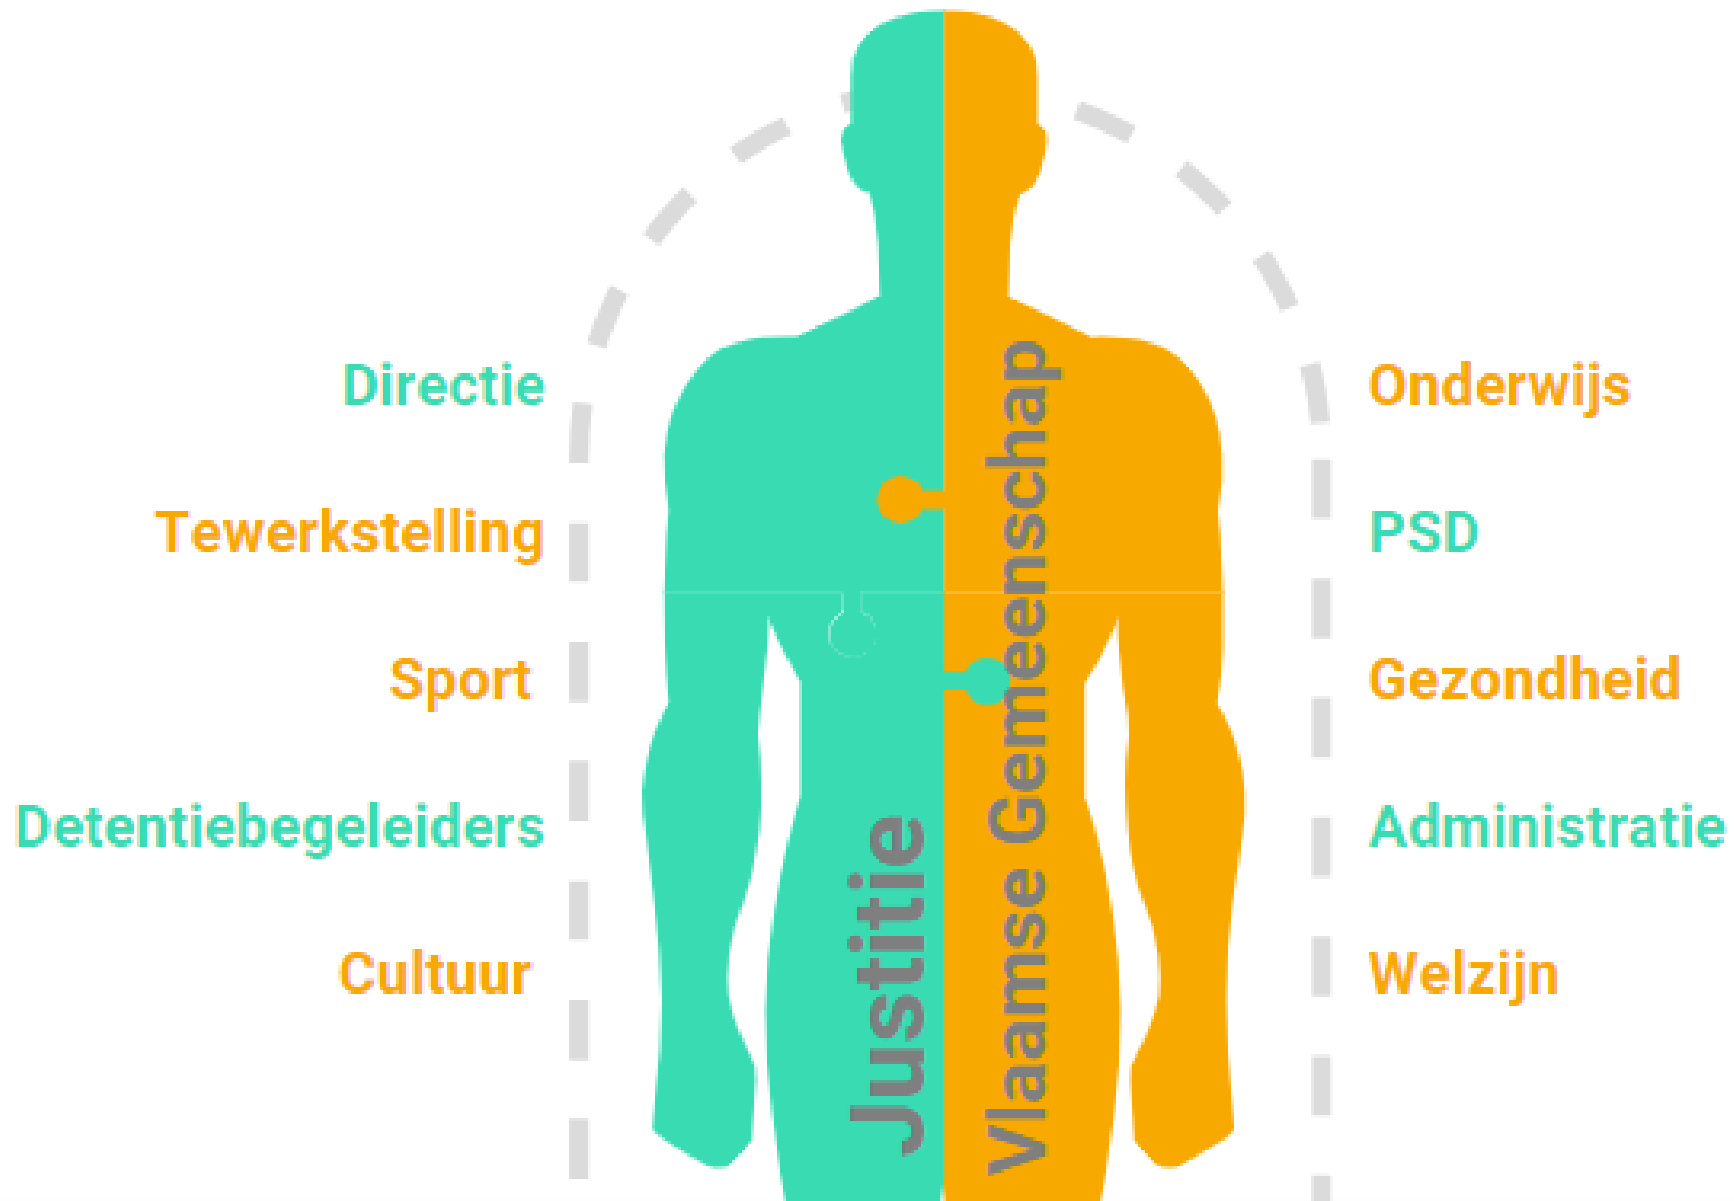 Directie
Tewerkstelling
Sport
Detentiebegeleiders
Cultuur
Justitie
Vlaamse Gemeenschap
Onderwijs
PSD
Gezondheid
Administratie
Welzijn